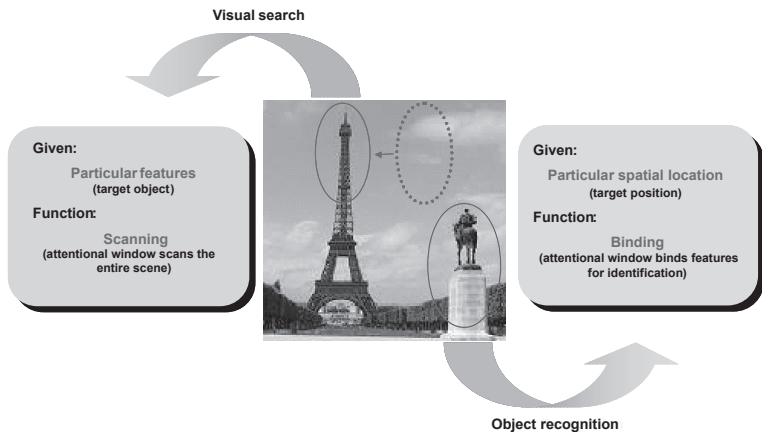 Visual search
Given:
Particular features
(target object)
Function:
Scanning
(attentional window scans the
entire scene)
Given:
Particular spatial location
(target position)
Function:
Binding
(attentional window binds features
for identification)
Object recognition